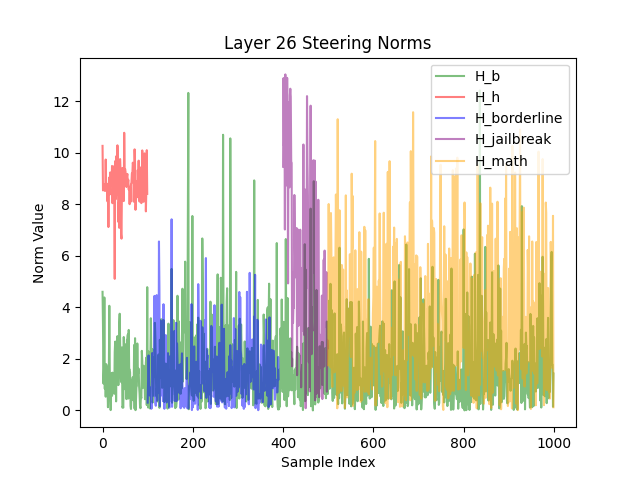 Layer 26 Steering Norms
H_b
H_h
H_borderline
H_jailbreak
H_math
Norm Value
12
10
8
6
4
2
0
0 200 400 600 800 1000
Sample Index